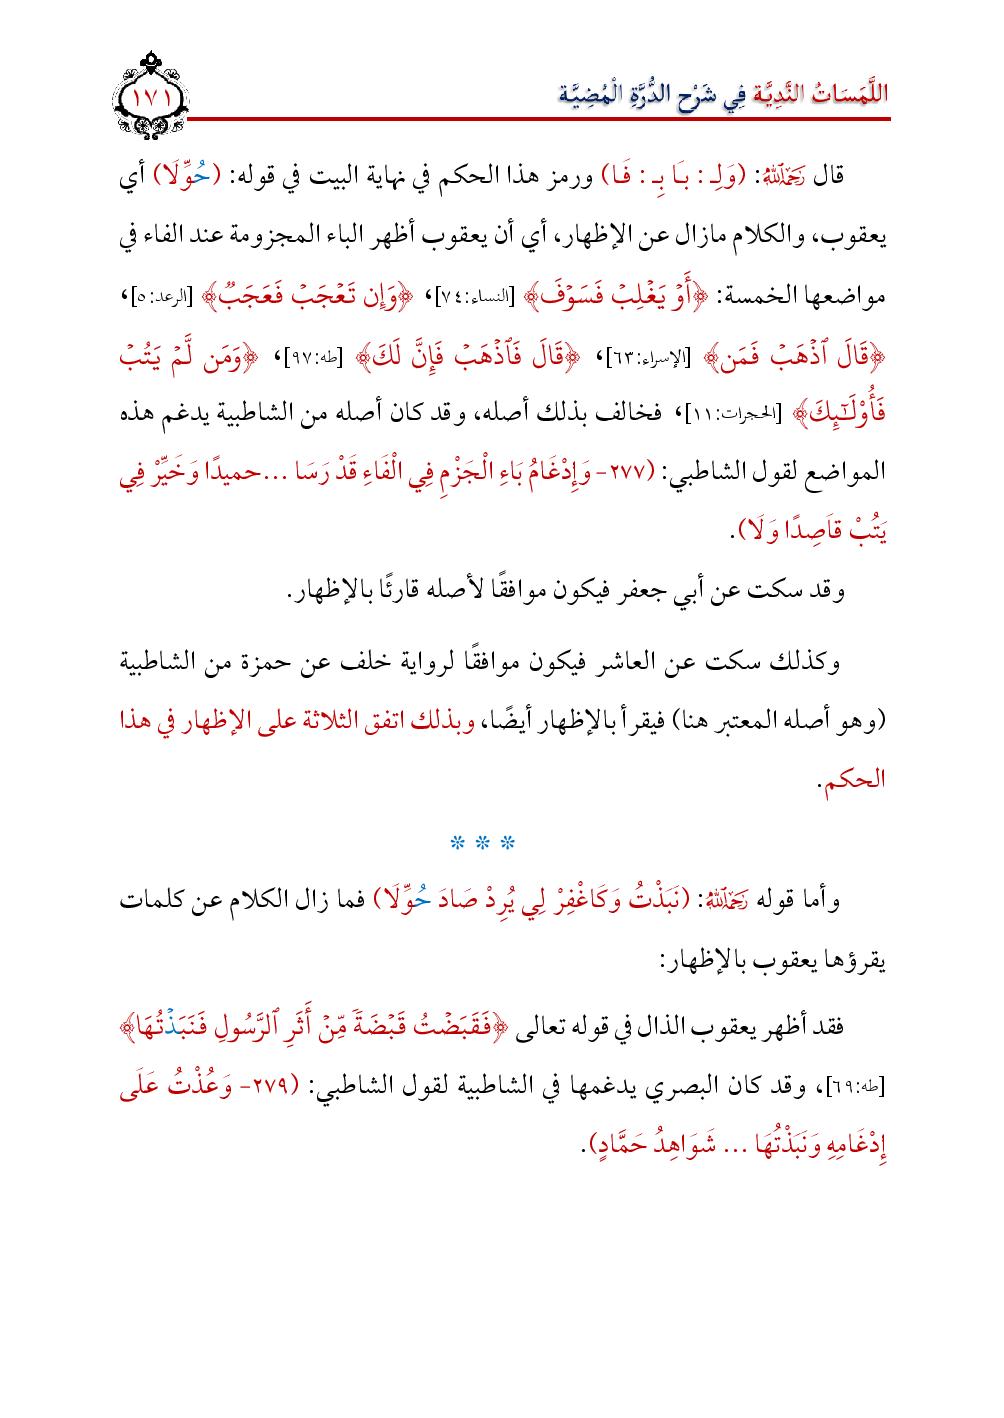 اللَّمَسَاتُ النَّدِيَّة فِي شَرْح الدُّرَّةِ الْمُضِيَّة
١٧١
قال رَحِمَهُ ٱللَّهُ: (وَلِـ : بَـا بِـ : فَـا) ورمز هذا الحكم في نهاية البيت في قوله: (حُوِّلَا) أي
يعقوب، والكلام مازال عن الإظهار، أي أن يعقوب أظهر الباء المجزومة عند الفاء في
مواضعها الخمسة: ﴿أَوۡ يَغۡلِبۡ فَسَوۡفَ﴾ [النساء:٧٤]، ﴿وَإِن تَعۡجَبۡ فَعَجَبٞ﴾ [الرعد:٥]،
﴿قَالَ ٱذۡهَبۡ فَمَن﴾ [الإسراء:٦٣]، ﴿قَالَ فَٱذۡهَبۡ فَإِنَّ لَكَ﴾ [طه:٩٧]، ﴿وَمَن لَّمۡ يَتُبۡ
فَأُوْلَٰٓئِكَ﴾ [الحجرات:١١]، فخالف بذلك أصله، وقد كان أصله من الشاطبية يدغم هذه
المواضع لقول الشاطبي: (٢٧٧- وَإِدْغَامُ بَاءِ الْجَزْمِ فِي الْفَاءِ قَدْ رَسَا ...حميدًا وَخَيِّرْ فِي
يَتُبْ قاَصِدًا وَلَا).
وقد سكت عن أبي جعفر فيكون موافقًا لأصله قارئًا بالإظهار.
وكذلك سكت عن العاشر فيكون موافقًا لرواية خلف عن حمزة من الشاطبية
(وهو أصله المعتبر هنا) فيقرأ بالإظهار أيضًا، وبذلك اتفق الثلاثة على الإظهار في هذا
الحكم.
* * *
وأما قوله رَحِمَهُ ٱللَّهُ: (نَبَذْتُ وَكَاغْفِرْ لِي يُرِدْ صَادَ حُوِّلَا) فما زال الكلام عن كلمات
يقرؤها يعقوب بالإظهار:
فقد أظهر يعقوب الذال في قوله تعالى ﴿فَقَبَضۡتُ قَبۡضَةٗ مِّنۡ أَثَرِ ٱلرَّسُولِ فَنَبَذۡتُهَا﴾
[طه:٦٩]، وقد كان البصري يدغمها في الشاطبية لقول الشاطبي: (٢٧٩- وَعُذْتُ عَلَى
إِدْغَامِهِ وَنَبَذْتُهَا ... شَوَاهِدُ حَمَّادٍ).